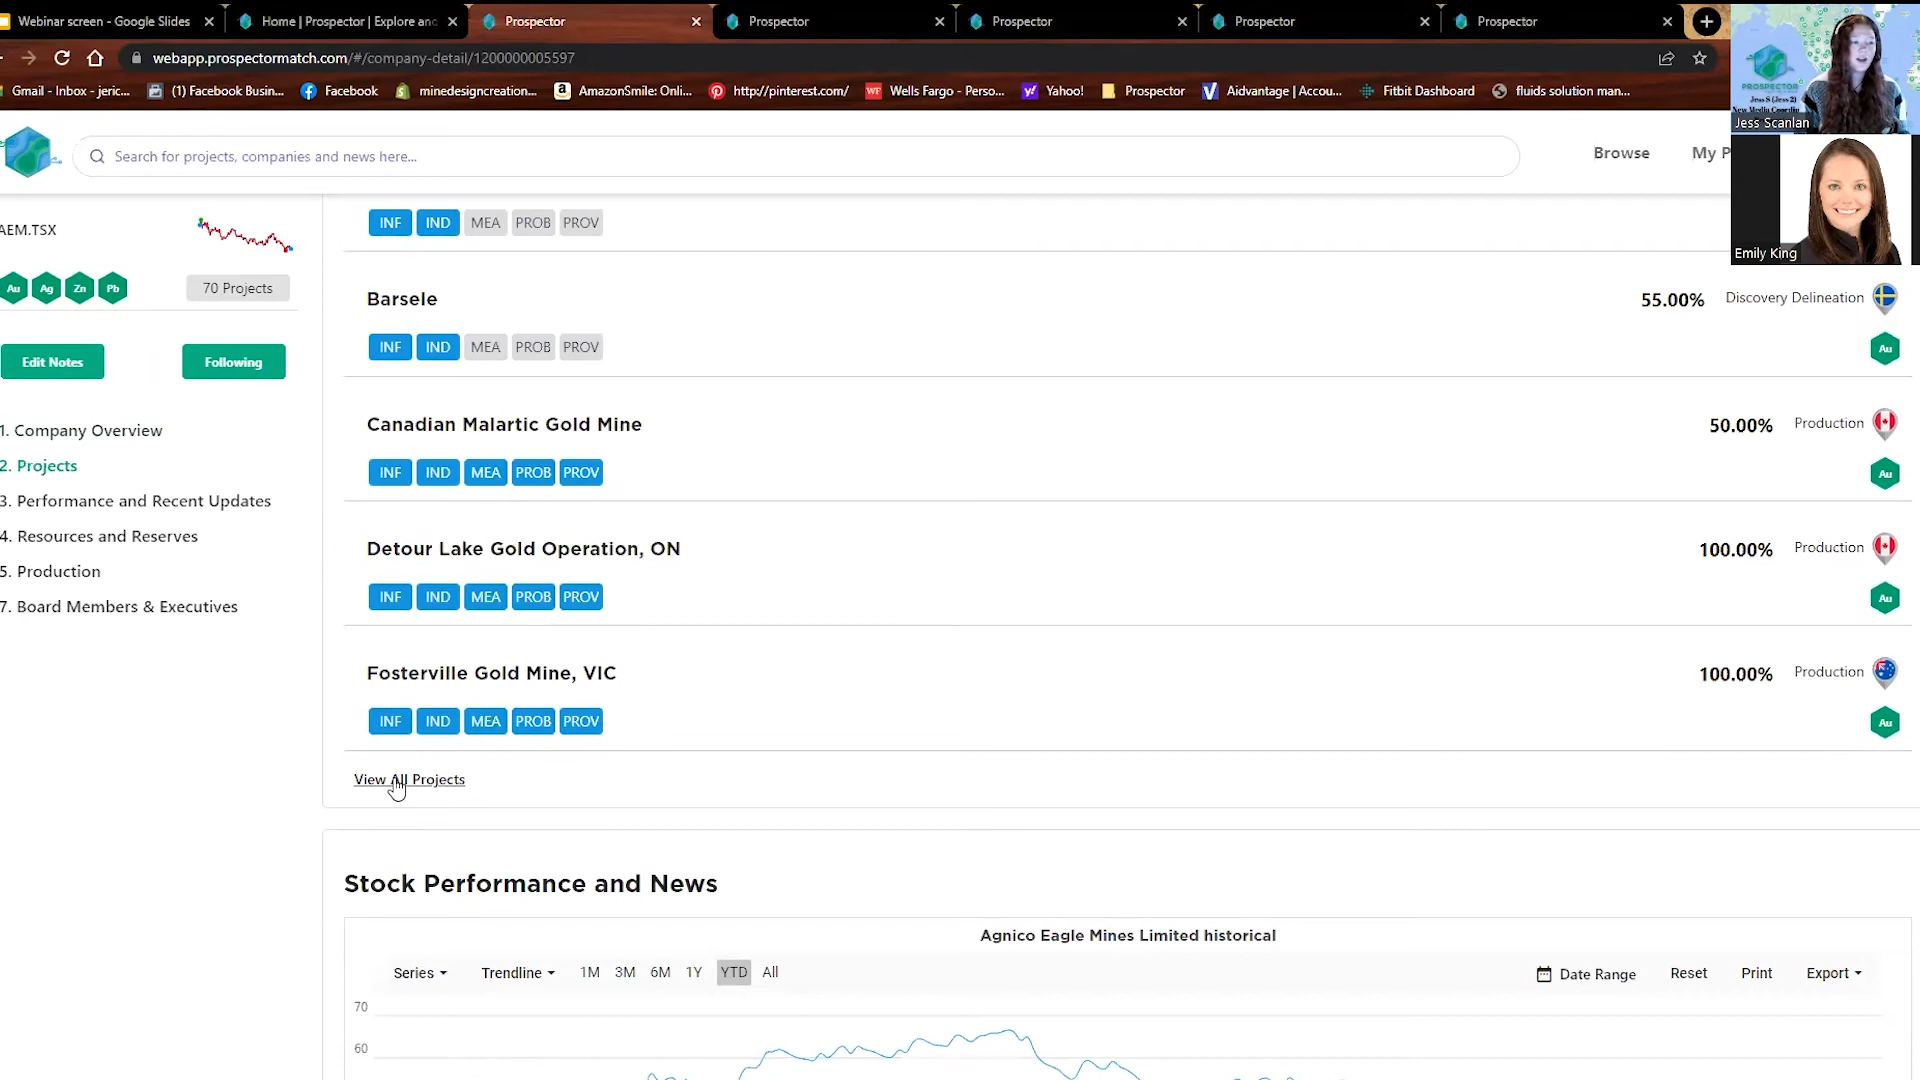 Webinar screen - Google Slides
Home | Prospector | Explore and
Prospector
Prospector
Prospector
Prospector
Prospector
webapp.prospectormatch.com/#/company-detail/1200000005597
Gmail - Inbox - jeric...
(1) Facebook Busin...
Facebook
minedesigncreation...
AmazonSmile: Onli...
http://pinterest.com/
Wells Fargo - Perso...
Yahoo!
Prospector
Aidvantage | Accou...
Fitbit Dashboard
fluids solution man...
PROSPECTOR
Jess S (Jess 2)
New Media Coordin
Jess Scanlan
Emily King
Search for projects, companies and news here...
Browse
My P
AEM.TSX
Au Ag Zn Pb
70 Projects
Edit Notes
Following
1. Company Overview
2. Projects
3. Performance and Recent Updates
4. Resources and Reserves
5. Production
7. Board Members & Executives
INF IND MEA PROB PROV
Barsele
55.00%
Discovery Delineation
INF IND MEA PROB PROV
Au
Canadian Malartic Gold Mine
50.00%
Production
INF IND MEA PROB PROV
Au
Detour Lake Gold Operation, ON
100.00%
Production
INF IND MEA PROB PROV
Au
Fosterville Gold Mine, VIC
100.00%
Production
INF IND MEA PROB PROV
Au
View All Projects
Stock Performance and News
Agnico Eagle Mines Limited historical
Series
Trendline
1M 3M 6M 1Y YTD All
Date Range
Reset
Print
Export
70
60